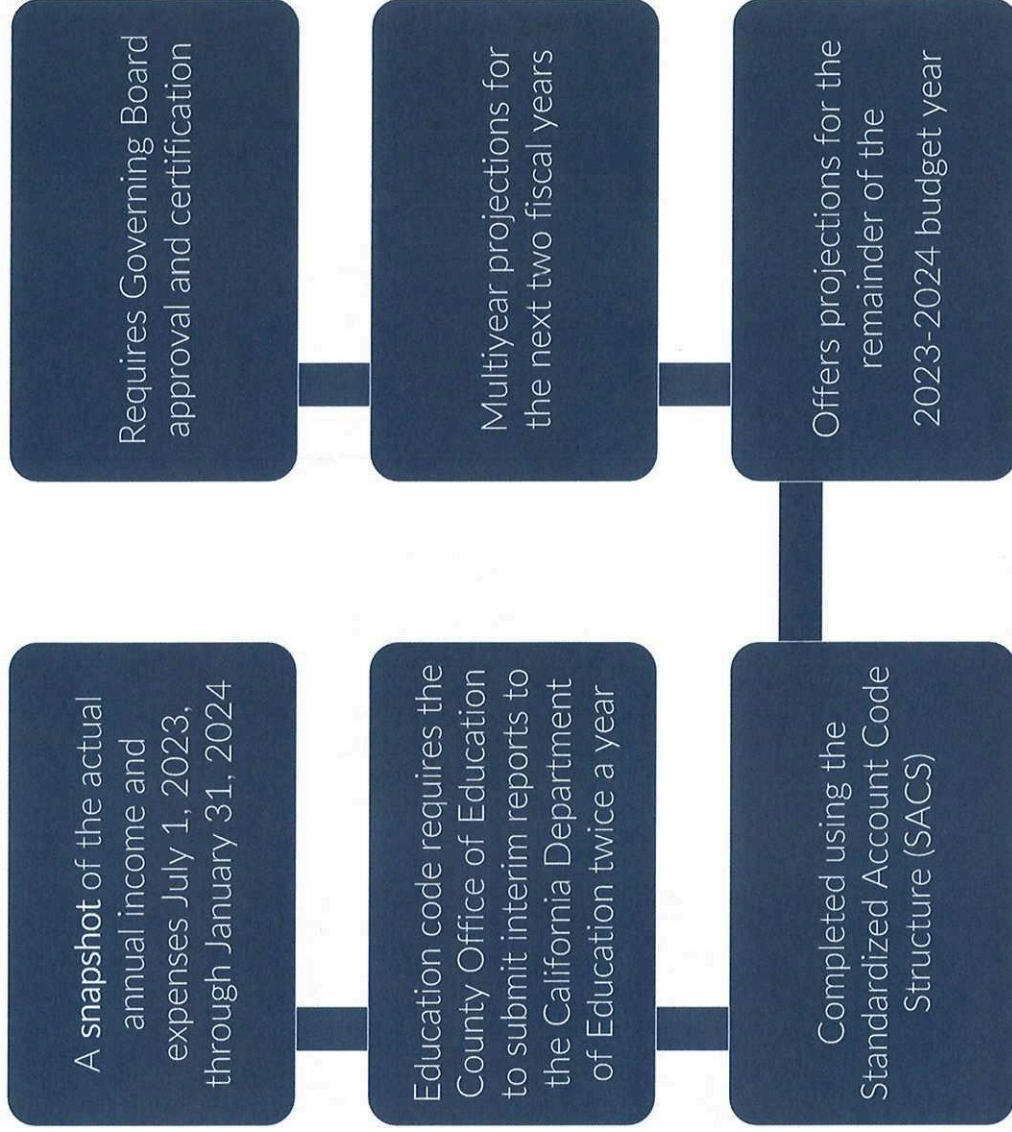 A snapshot of the actual
annual income and
expenses July 1, 2023,
through January 31, 2024
Education code requires the
County Office of Education
to submit interim reports to
the California Department
of Education twice a year
Completed using the
Standardized Account Code
Structure (SACS)
Offers projections for the
remainder of the
2023-2024 budget year
Multiyear projections for
the next two fiscal years
Requires Governing Board
approval and certification